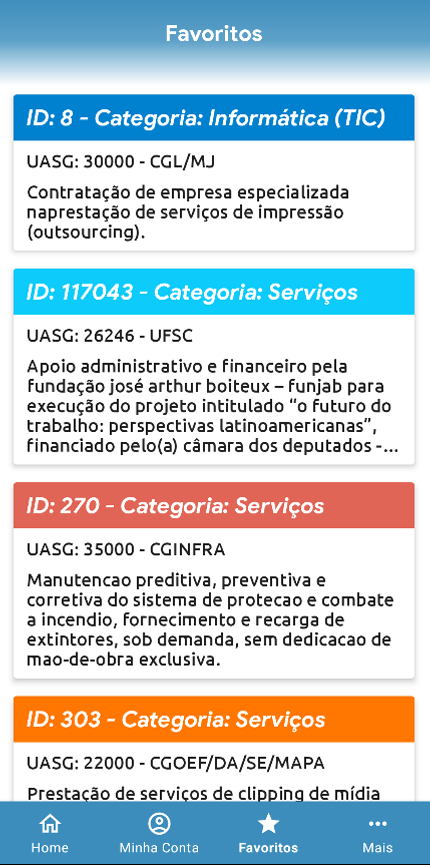 Favoritos
ID: 8 - Categoria: Informática (TIC)
UASG: 30000 - CGL/MJ
Contratação de empresa especializada
naprestação de serviços de impressão
(outsourcing).
ID: 117043 - Categoria: Serviços
UASG: 26246 - UFSC
Apoio administrativo e financeiro pela
fundação josé arthur boiteux – funjab para
execução do projeto intitulado “o futuro do
trabalho: perspectivas latinoamericanas”,
financiado pelo(a) câmara dos deputados -...
ID: 270 - Categoria: Serviços
UASG: 35000 - CGINFRA
Manutencao preditiva, preventiva e
corretiva do sistema de protecao e combate
a incendio, fornecimento e recarga de
extintores, sob demanda, sem dedicacao de
mao-de-obra exclusiva.
ID: 303 - Categoria: Serviços
UASG: 22000 - CGOEF/DA/SE/MAPA
Prestação de serviços de clipping de mídia
Home
Minha Conta
Favoritos
Mais